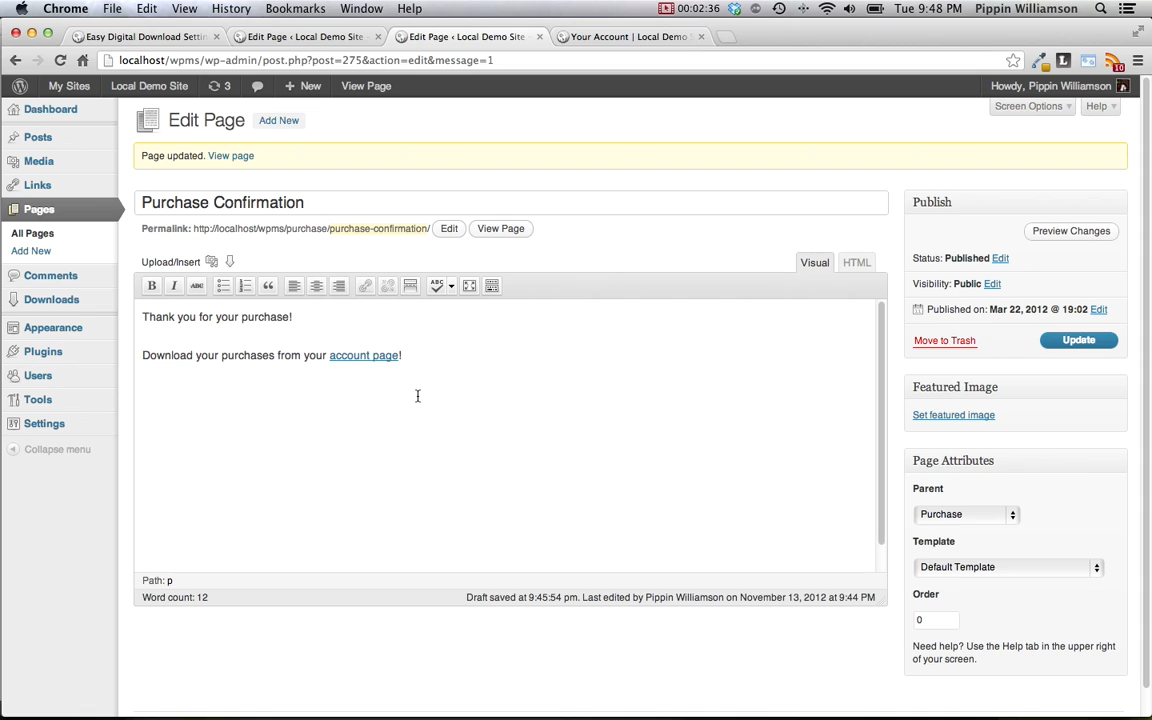 Chrome File Edit View History Bookmarks Window Help 00:02:36 Tue 9:48 PM Pippin Williamson
Easy Digital Download Settin Edit Page ‹ Local Demo Site — Edit Page ‹ Local Demo Site — Your Account | Local Demo S
localhost/wpms/wp-admin/post.php?post=275&action=edit&message=1 10
My Sites Local Demo Site 3 + New View Page Howdy, Pippin Williamson
Screen Options Help
Dashboard
Posts
Media
Links
Pages
All Pages
Add New
Comments
Downloads
Appearance
Plugins
Users
Tools
Settings
Collapse menu
Edit Page Add New
Page updated. View page
Purchase Confirmation
Permalink: http://localhost/wpms/purchase/purchase-confirmation/ Edit View Page
Upload/Insert Visual HTML
B I ABC ABC
Thank you for your purchase!
Download your purchases from your account page!
Path: p
Word count: 12 Draft saved at 9:45:54 pm. Last edited by Pippin Williamson on November 13, 2012 at 9:44 PM
Publish
Preview Changes
Status: Published Edit
Visibility: Public Edit
Published on: Mar 22, 2012 @ 19:02 Edit
Move to Trash Update
Featured Image
Set featured image
Page Attributes
Parent
Purchase
Template
Default Template
Order
0
Need help? Use the Help tab in the upper right
of your screen.